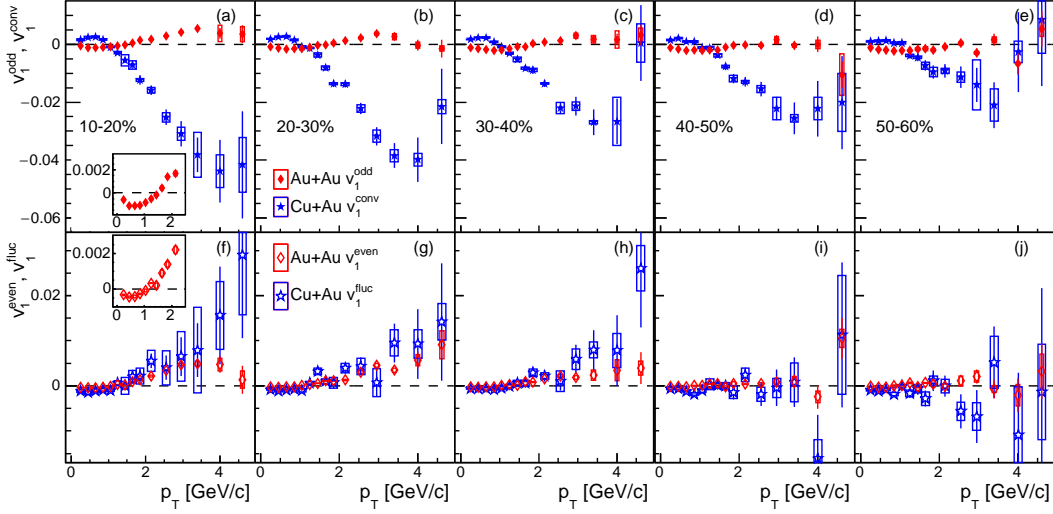 v₁^odd, v₁^conv
0
−0.02
−0.04
−0.06
(a)
(b)
(c)
(d)
(e)
10-20%
20-30%
30-40%
40-50%
50-60%
0.002
0
0 1 2
Au+Au v₁^odd
Cu+Au v₁^conv
v₁^even, v₁^fluc
0.02
0
(f)
(g)
(h)
(i)
(j)
0.002
0
0 1 2
Au+Au v₁^even
Cu+Au v₁^fluc
0 2 4
0 2 4
0 2 4
0 2 4
0 2 4
p_T [GeV/c]
p_T [GeV/c]
p_T [GeV/c]
p_T [GeV/c]
p_T [GeV/c]